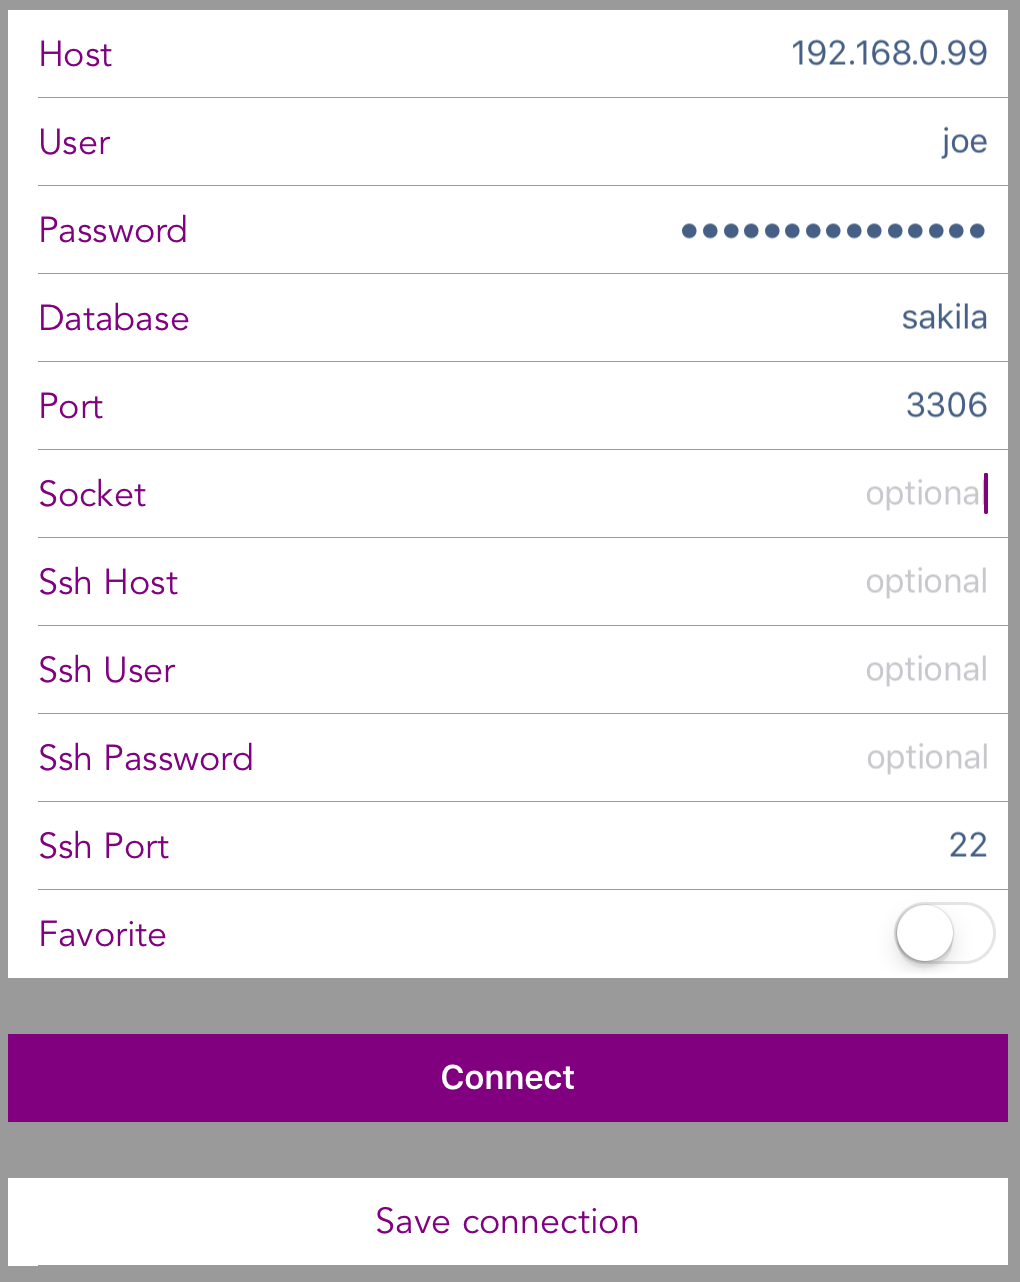 Host 192.168.0.99
User joe
Password ●●●●●●●●●●●●●●●
Database sakila
Port 3306
Socket optional
Ssh Host optional
Ssh User optional
Ssh Password optional
Ssh Port 22
Favorite
Connect
Save connection